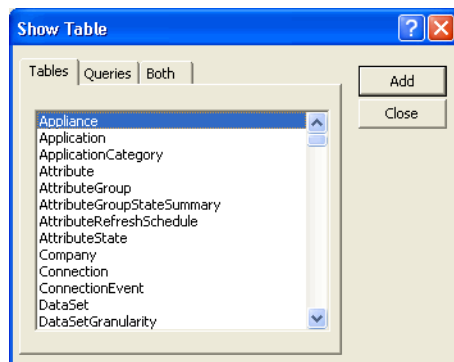 Show Table
Tables Queries Both
Add
Close
Appliance
Application
ApplicationCategory
Attribute
AttributeGroup
AttributeGroupStateSummary
AttributeRefreshSchedule
AttributeState
Company
Connection
ConnectionEvent
DataSet
DataSetGranularity